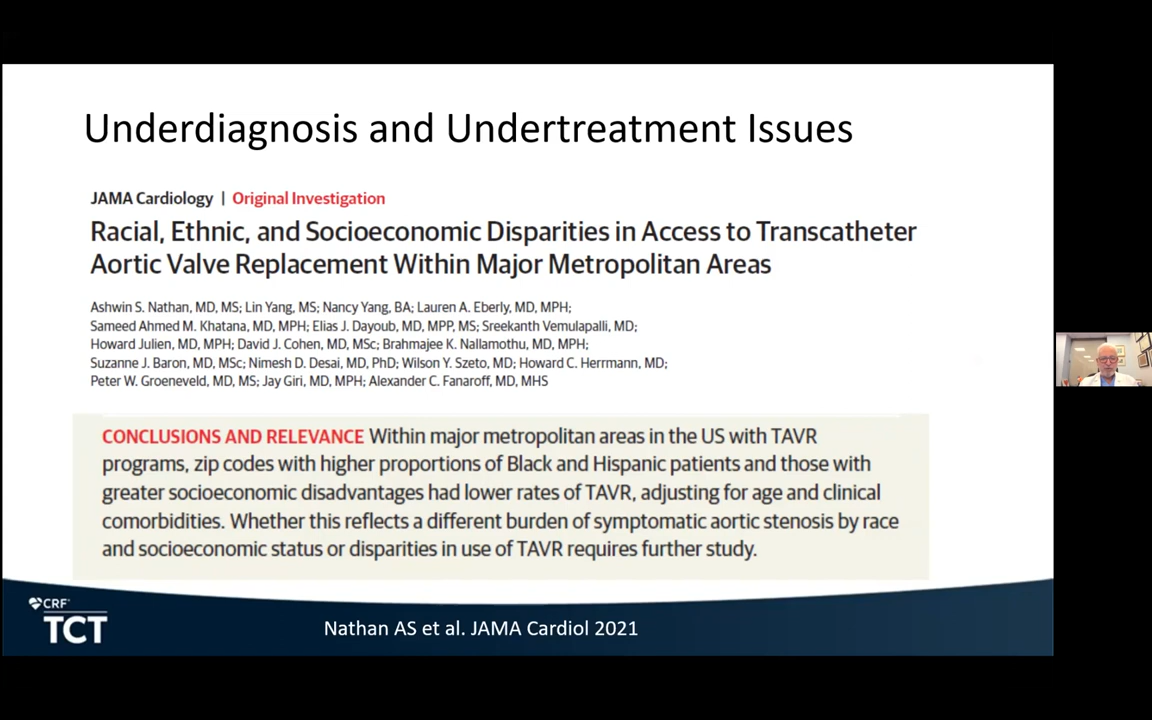 Underdiagnosis and Undertreatment Issues
JAMA Cardiology | Original Investigation
Racial, Ethnic, and Socioeconomic Disparities in Access to Transcatheter
Aortic Valve Replacement Within Major Metropolitan Areas
Ashwin S. Nathan, MD, MS; Lin Yang, MS; Nancy Yang, BA; Lauren A. Eberly, MD, MPH;
Sameed Ahmed M. Khatana, MD, MPH; Elias J. Dayoub, MD, MPP, MS; Sreekanth Vemulapalli, MD;
Howard Julien, MD, MPH; David J. Cohen, MD, MSc; Brahmajee K. Nallamothu, MD, MPH;
Suzanne J. Baron, MD, MSc; Nimesh D. Desai, MD, PhD; Wilson Y. Szeto, MD; Howard C. Herrmann, MD;
Peter W. Groeneveld, MD, MS; Jay Giri, MD, MPH; Alexander C. Fanaroff, MD, MHS
CONCLUSIONS AND RELEVANCE Within major metropolitan areas in the US with TAVR
programs, zip codes with higher proportions of Black and Hispanic patients and those with
greater socioeconomic disadvantages had lower rates of TAVR, adjusting for age and clinical
comorbidities. Whether this reflects a different burden of symptomatic aortic stenosis by race
and socioeconomic status or disparities in use of TAVR requires further study.
CRF
TCT
Nathan AS et al. JAMA Cardiol 2021